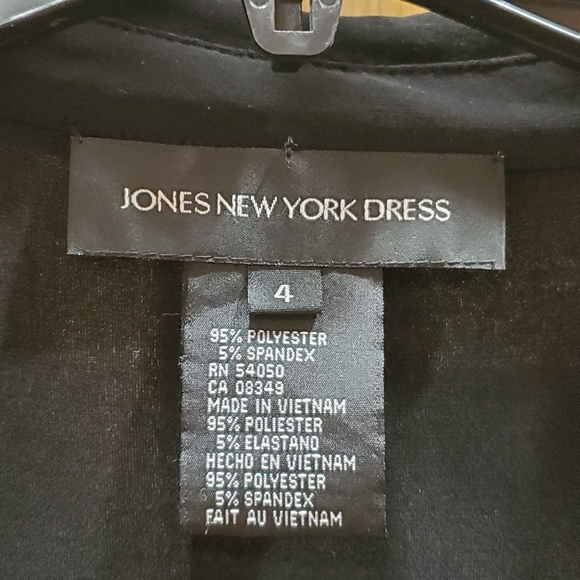 JONES NEW YORK DRESS
4
95% POLYESTER
5% SPANDEX
RN 54050
CA 08349
MADE IN VIETNAM
95% POLIESTER
5% ELASTANO
HECHO EN VIETNAM
95% POLYESTER
5% SPANDEX
FAIT AU VIETNAM